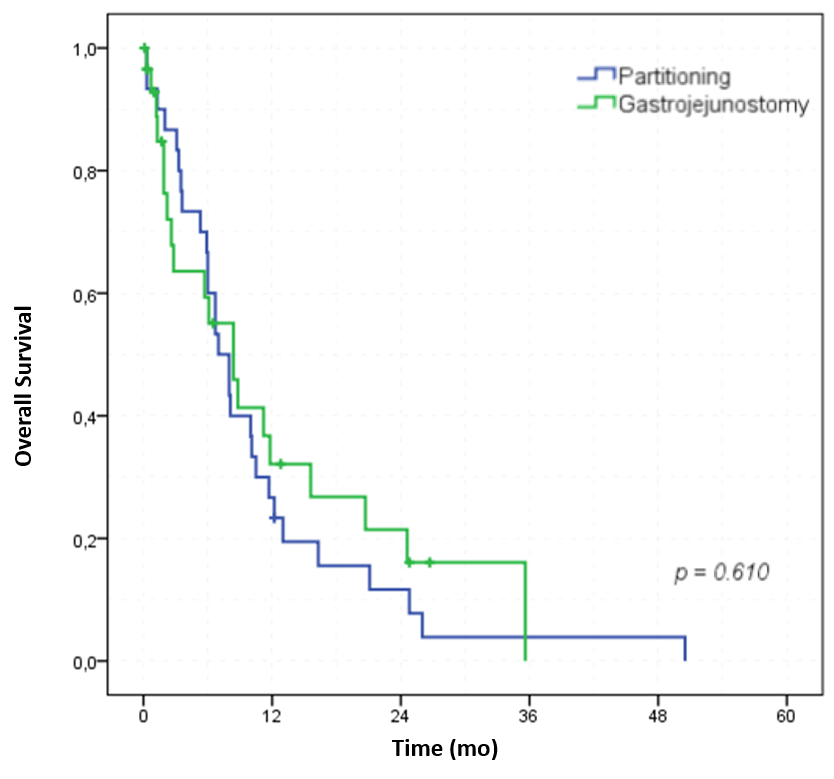 Partitioning
Gastrojejunostomy
1,0
0,8
0,6
0,4
0,2
0,0
Overall Survival
p = 0.610
0 12 24 36 48 60
Time (mo)